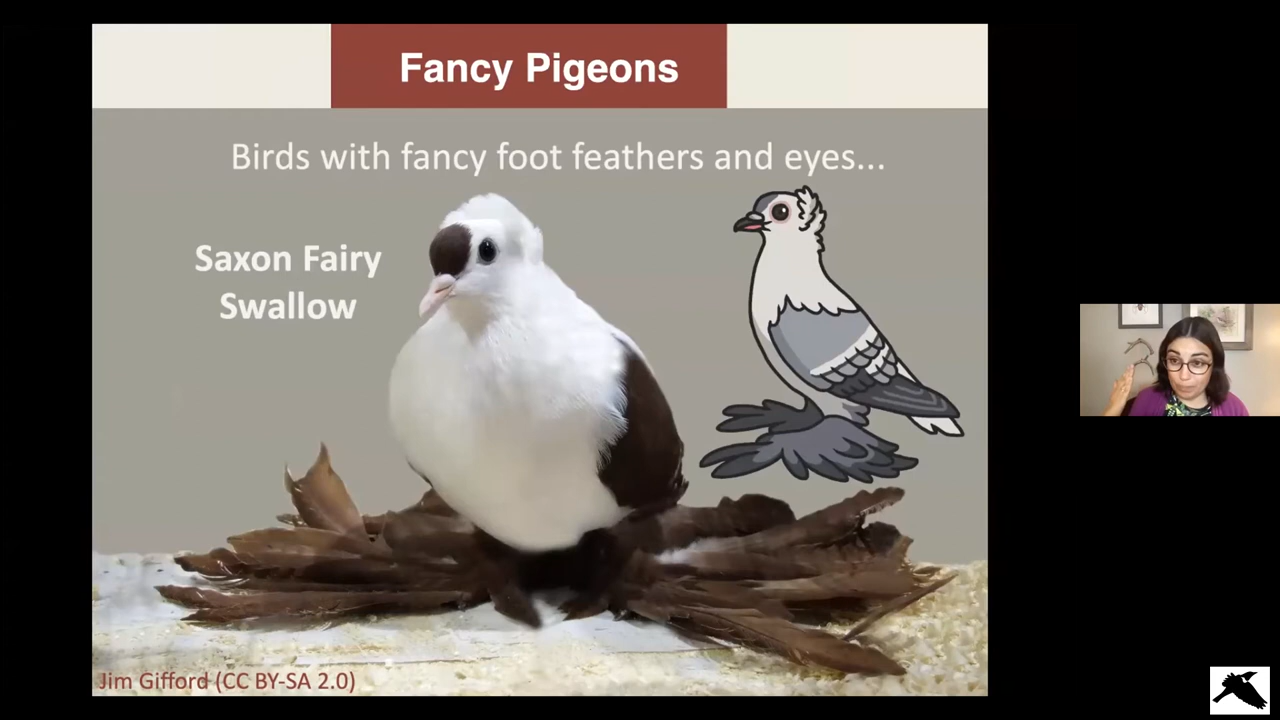 Fancy Pigeons
Birds with fancy foot feathers and eyes...
Saxon Fairy
Swallow
Jim Gifford (CC BY-SA 2.0)